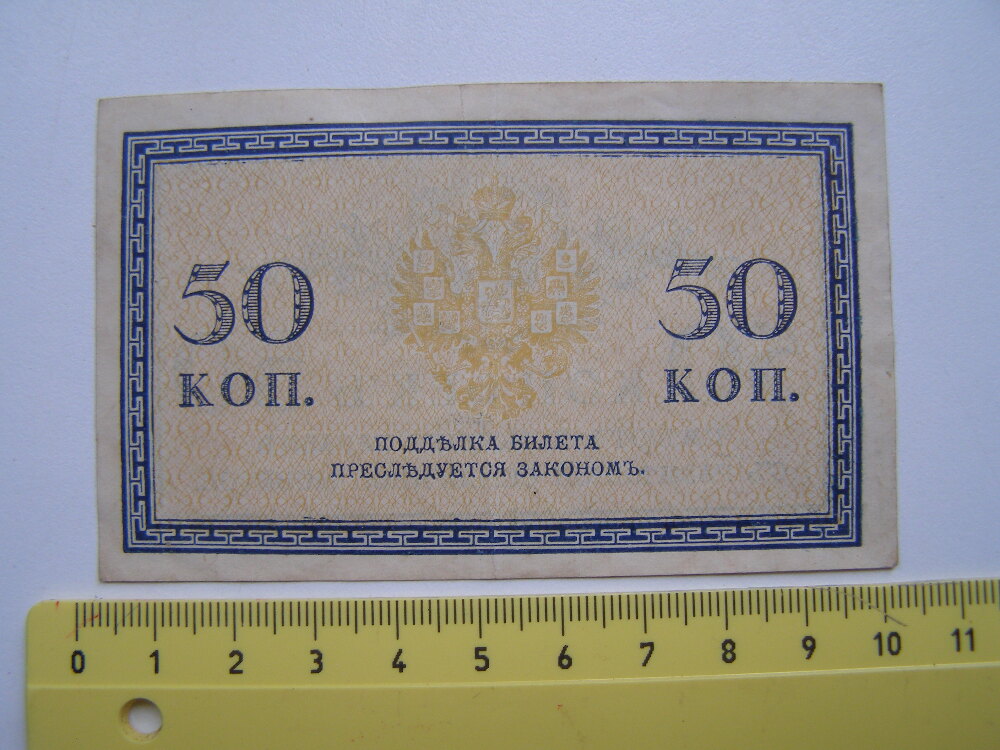 50 50
КОП. КОП.
ПОДДѢЛКА БИЛЕТА
ПРЕСЛѢДУЕТСЯ ЗАКОНОМЪ.
0 1 2 3 4 5 6 7 8 9 10 11